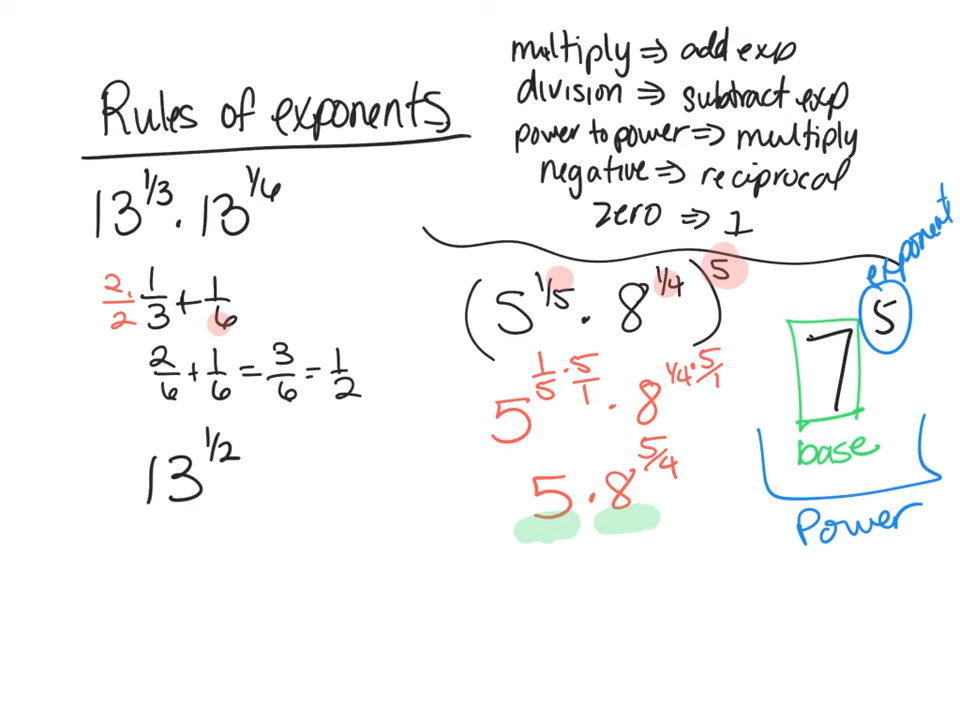 multiply ⇒ add exp
division ⇒ subtract exp
power to power ⇒ multiply
negative ⇒ reciprocal
zero ⇒ 1
Rules of exponents
13^1/3 · 13^1/6
2/2 · 1/3 + 1/6
2/6 + 1/6 = 3/6 = 1/2
13^1/2
(5^1/5 · 8^1/4)^5
5^1/5 · 5/1 · 8^1/4 · 5/1
5 · 8^5/4
exponent
7^5
base
Power